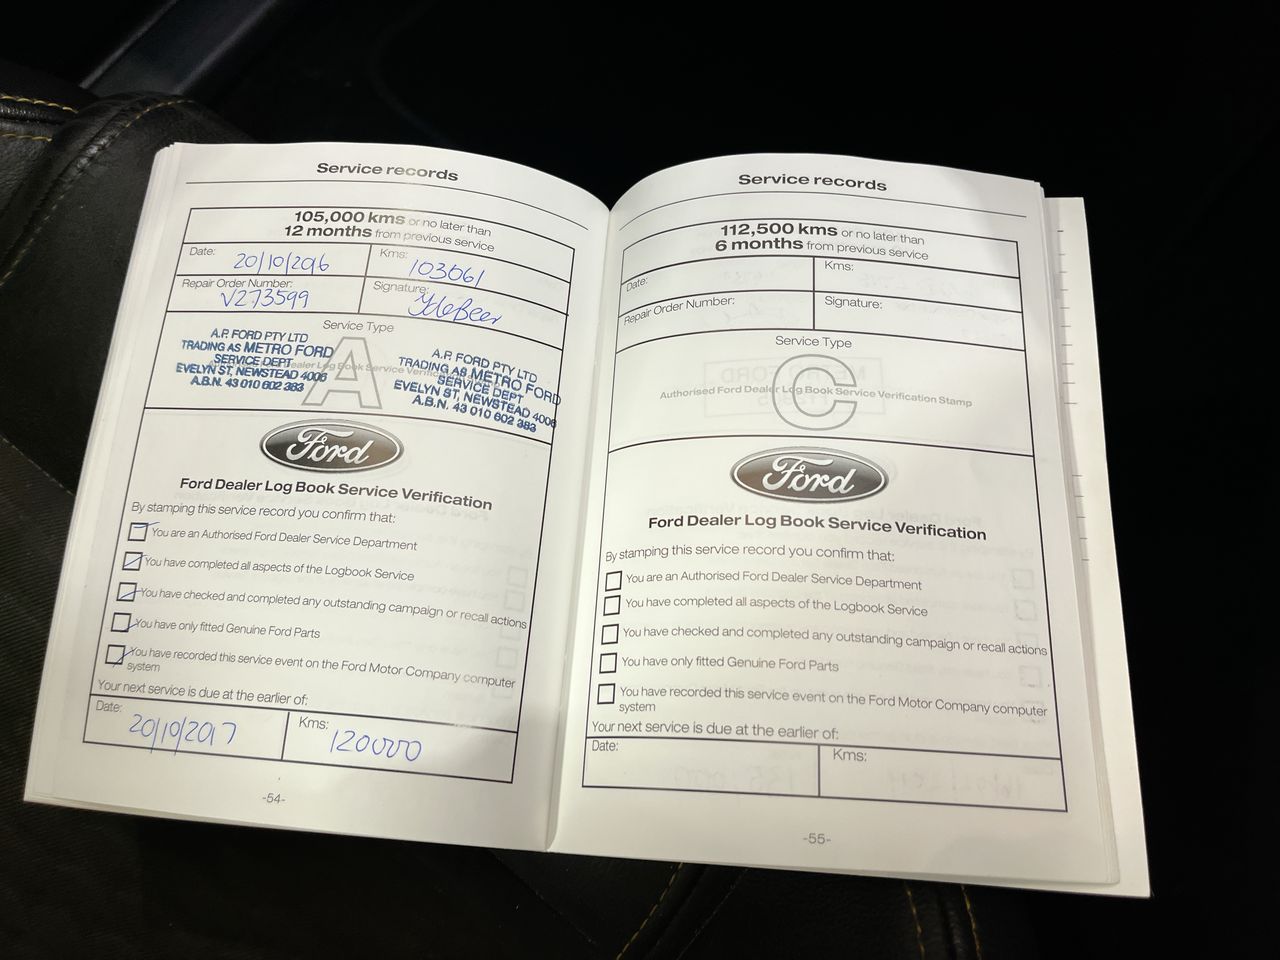 Service records
105,000 kms or no later than
12 months from previous service
Date: 20/10/2016
Kms: 103061
Repair Order Number: V273599
Signature:
Service Type
A
A.P. FORD PTY LTD
TRADING AS METRO FORD
SERVICE DEPT
EVELYN ST, NEWSTEAD 4006
A.B.N. 43 010 602 383
A.P. FORD PTY LTD
TRADING AS METRO FORD
SERVICE DEPT
EVELYN ST, NEWSTEAD 4006
A.B.N. 43 010 602 383
Ford
Ford Dealer Log Book Service Verification
By stamping this service record you confirm that:
You are an Authorised Ford Dealer Service Department
You have completed all aspects of the Logbook Service
You have checked and completed any outstanding campaign or recall actions
You have only fitted Genuine Ford Parts
You have recorded this service event on the Ford Motor Company computer
system
Your next service is due at the earlier of:
Date: 20/10/2017
Kms: 120000
-54-
Service records
112,500 kms or no later than
6 months from previous service
Date:
Kms:
Repair Order Number:
Signature:
Service Type
C
Authorised Ford Dealer Log Book Service Verification Stamp
Ford
Ford Dealer Log Book Service Verification
By stamping this service record you confirm that:
You are an Authorised Ford Dealer Service Department
You have completed all aspects of the Logbook Service
You have checked and completed any outstanding campaign or recall actions
You have only fitted Genuine Ford Parts
You have recorded this service event on the Ford Motor Company computer
system
Your next service is due at the earlier of:
Date:
Kms:
-55-